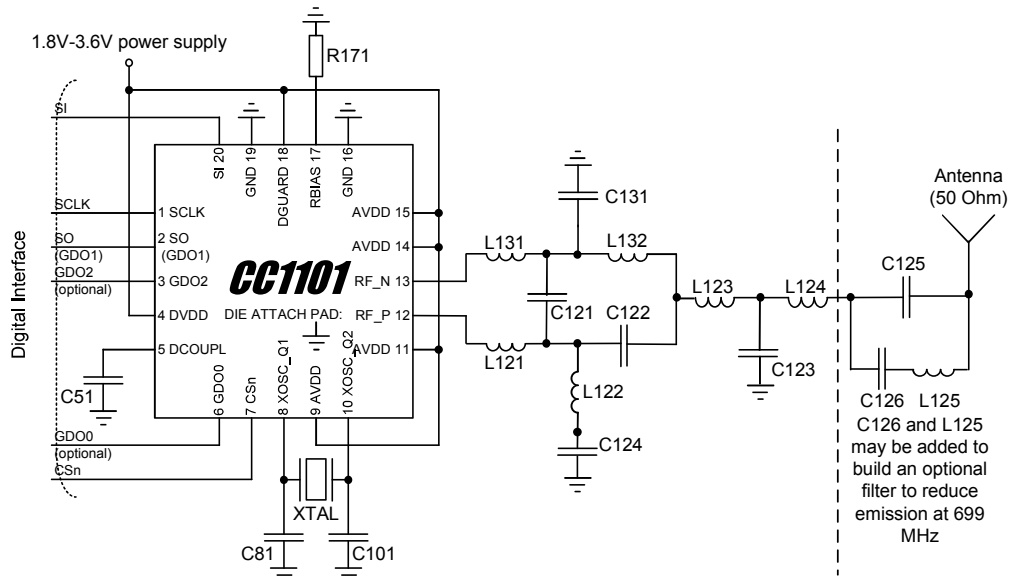 1.8V-3.6V power supply
R171
SI
SI 20
GND 19
DGUARD 18
RBIAS 17
GND 16
C131
Antenna
(50 Ohm)
SCLK
1 SCLK
AVDD 15
SO
(GDO1)
2 SO
(GDO1)
AVDD 14
L131
L132
GDO2
(optional)
3 GDO2
CC1101
RF_N 13
C125
L123
L124
Digital Interface
4 DVDD
DIE ATTACH PAD:
RF_P 12
C121
C122
5 DCOUPL
AVDD 11
L121
C123
C51
6 GDO0
7 CSn
8 XOSC_Q1
9 AVDD
10 XOSC_Q2
L122
C126
L125
GDO0
(optional)
C124
CSn
XTAL
C81
C101
C126 and L125
may be added to
build an optional
filter to reduce
emission at 699
MHz